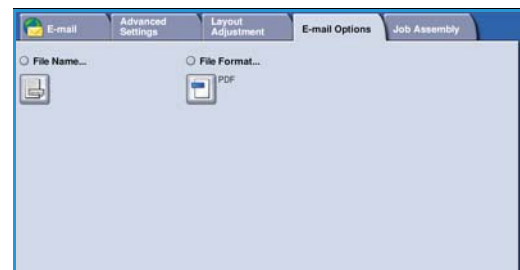 E-mail
Advanced Settings
Layout Adjustment
E-mail Options
Job Assembly
File Name...
File Format...
PDF